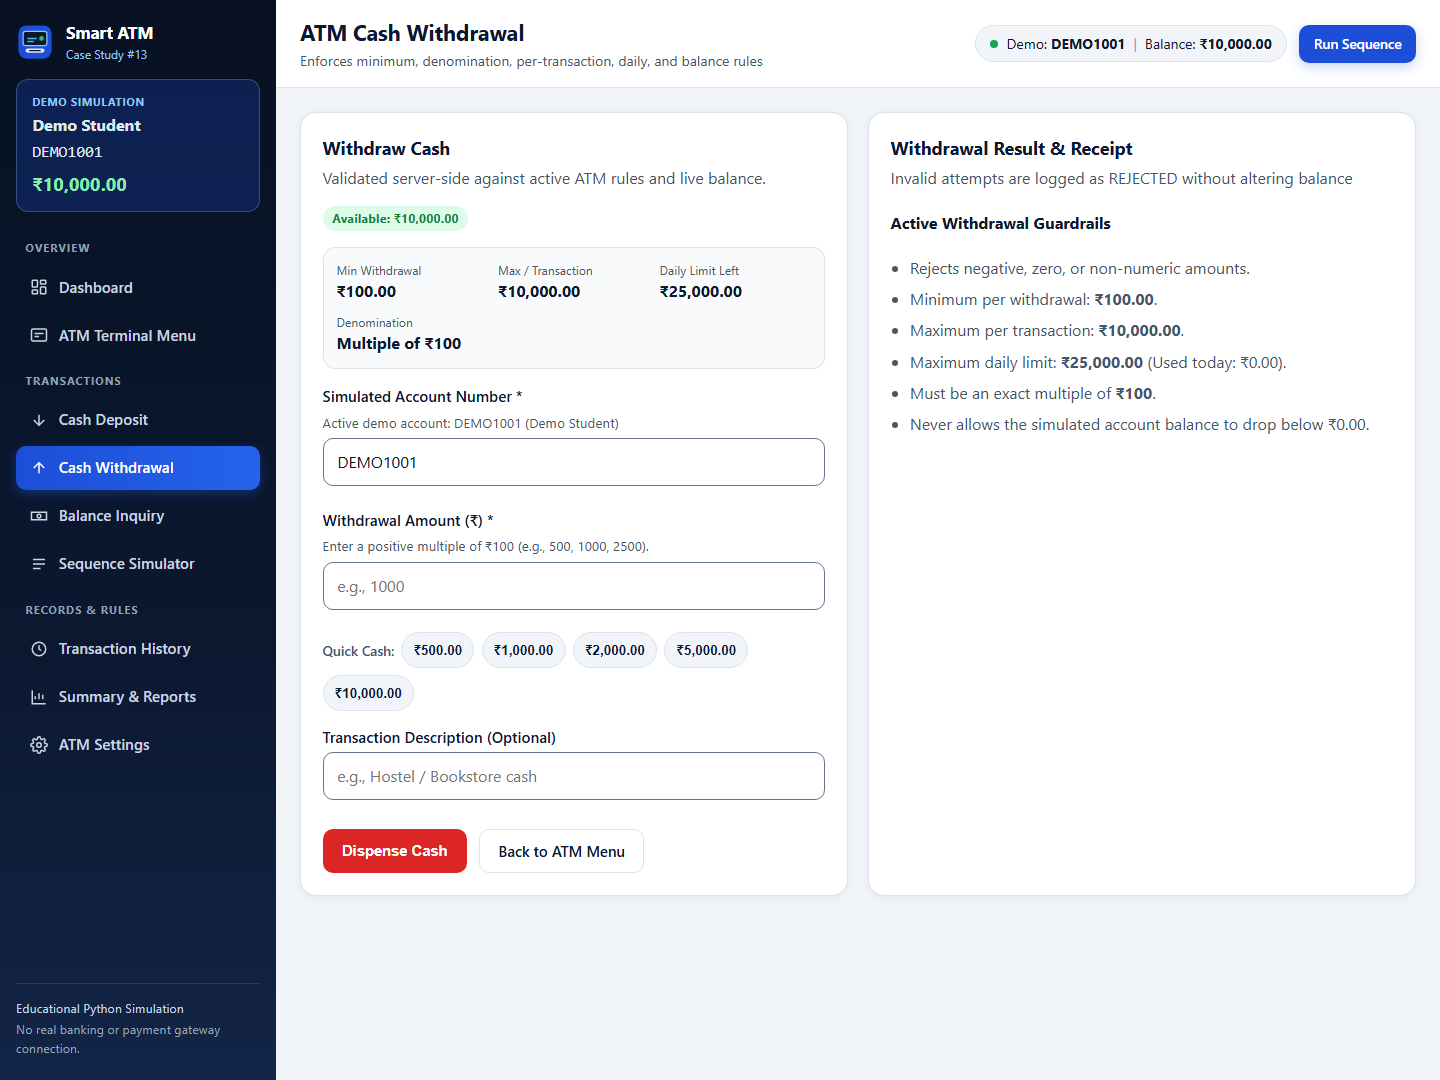 Smart ATM
Case Study #13
DEMO SIMULATION
Demo Student
DEMO1001
₹10,000.00
OVERVIEW
Dashboard
ATM Terminal Menu
TRANSACTIONS
Cash Deposit
Cash Withdrawal
Balance Inquiry
Sequence Simulator
RECORDS & RULES
Transaction History
Summary & Reports
ATM Settings
Educational Python Simulation
No real banking or payment gateway
connection.
ATM Cash Withdrawal
Enforces minimum, denomination, per-transaction, daily, and balance rules
Demo: DEMO1001 | Balance: ₹10,000.00
Run Sequence
Withdraw Cash
Validated server-side against active ATM rules and live balance.
Available: ₹10,000.00
Min Withdrawal
₹100.00
Max / Transaction
₹10,000.00
Daily Limit Left
₹25,000.00
Denomination
Multiple of ₹100
Simulated Account Number *
Active demo account: DEMO1001 (Demo Student)
DEMO1001
Withdrawal Amount (₹) *
Enter a positive multiple of ₹100 (e.g., 500, 1000, 2500).
e.g., 1000
Quick Cash: ₹500.00 ₹1,000.00 ₹2,000.00 ₹5,000.00
₹10,000.00
Transaction Description (Optional)
e.g., Hostel / Bookstore cash
Dispense Cash
Back to ATM Menu
Withdrawal Result & Receipt
Invalid attempts are logged as REJECTED without altering balance
Active Withdrawal Guardrails
• Rejects negative, zero, or non-numeric amounts.
• Minimum per withdrawal: ₹100.00.
• Maximum per transaction: ₹10,000.00.
• Maximum daily limit: ₹25,000.00 (Used today: ₹0.00).
• Must be an exact multiple of ₹100.
• Never allows the simulated account balance to drop below ₹0.00.